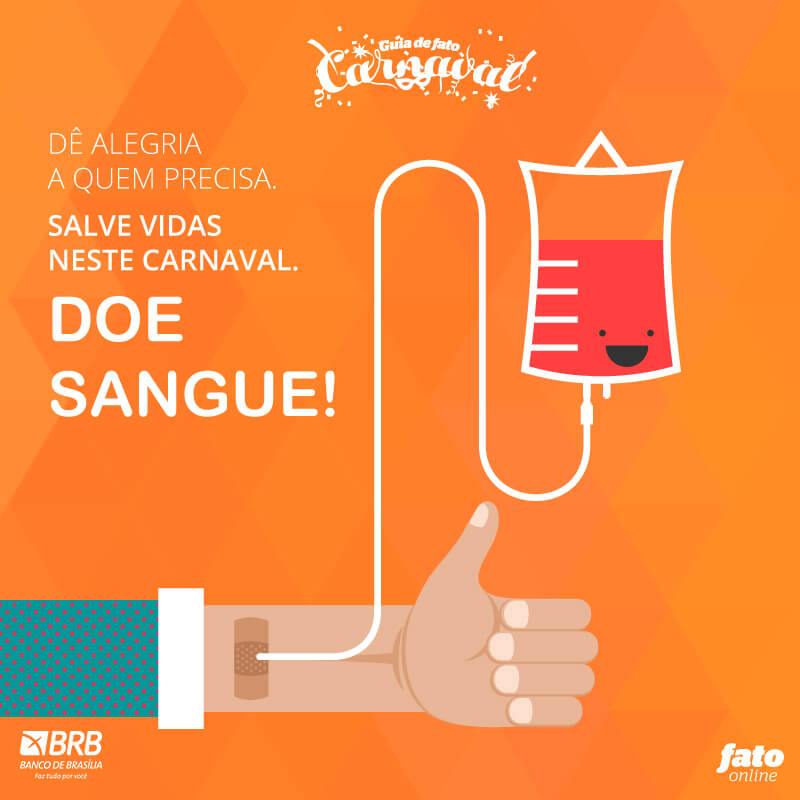 Guia de fato
Carnaval
DÊ ALEGRIA
A QUEM PRECISA.
SALVE VIDAS
NESTE CARNAVAL.
DOE
SANGUE!
BRB
BANCO DE BRASÍLIA
Faz tudo por você
fato
online